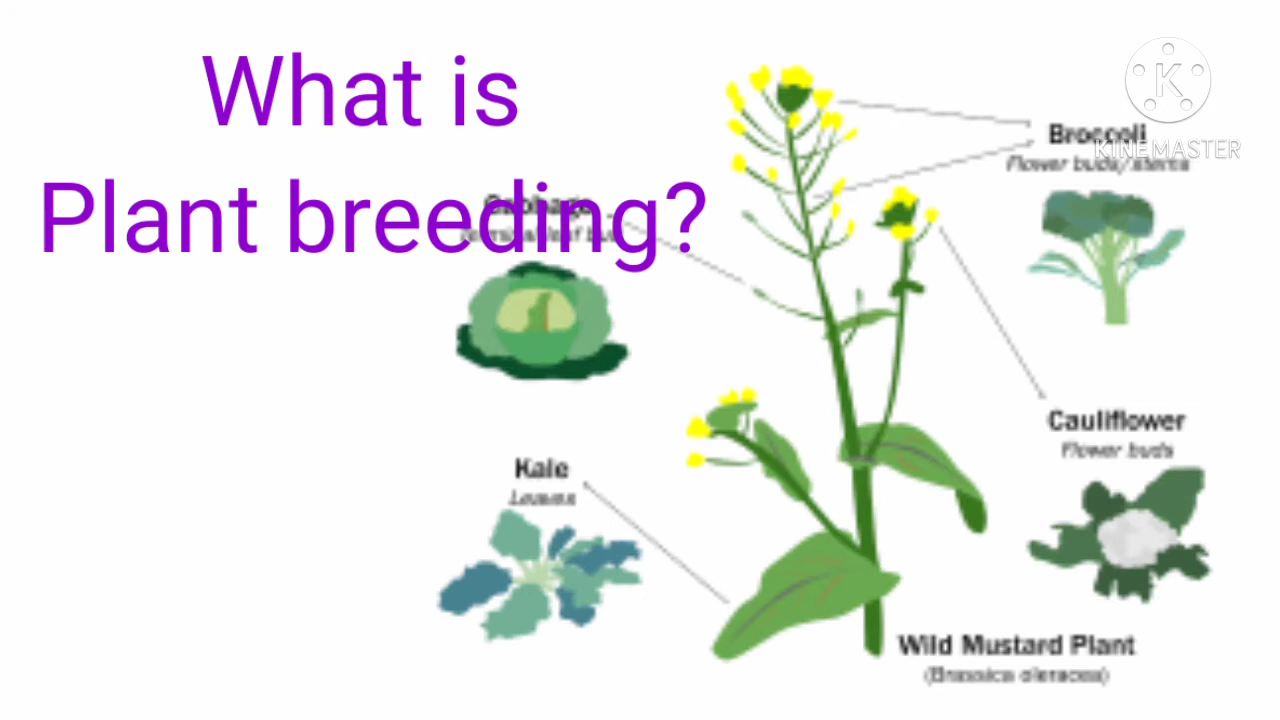 What is
Plant breeding?
Cabbage
Broccoli
Flower buds/stems
K
KINEMASTER
Cauliflower
Flower buds
Kale
Leaves
Wild Mustard Plant
(Brassica oleracea)